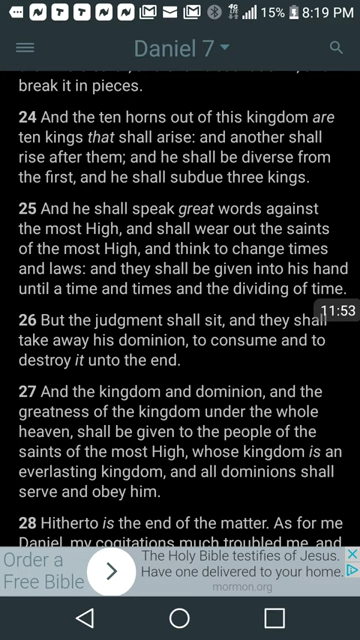 15% 8:19 PM
Daniel 7
break it in pieces.
24 And the ten horns out of this kingdom are
ten kings that shall arise: and another shall
rise after them; and he shall be diverse from
the first, and he shall subdue three kings.
25 And he shall speak great words against
the most High, and shall wear out the saints
of the most High, and think to change times
and laws: and they shall be given into his hand
until a time and times and the dividing of time.
11:53
26 But the judgment shall sit, and they shall
take away his dominion, to consume and to
destroy it unto the end.
27 And the kingdom and dominion, and the
greatness of the kingdom under the whole
heaven, shall be given to the people of the
saints of the most High, whose kingdom is an
everlasting kingdom, and all dominions shall
serve and obey him.
28 Hitherto is the end of the matter. As for me
Daniel, my cogitations much troubled me, and
Order a
Free Bible
The Holy Bible testifies of Jesus.
Have one delivered to your home.
mormon.org